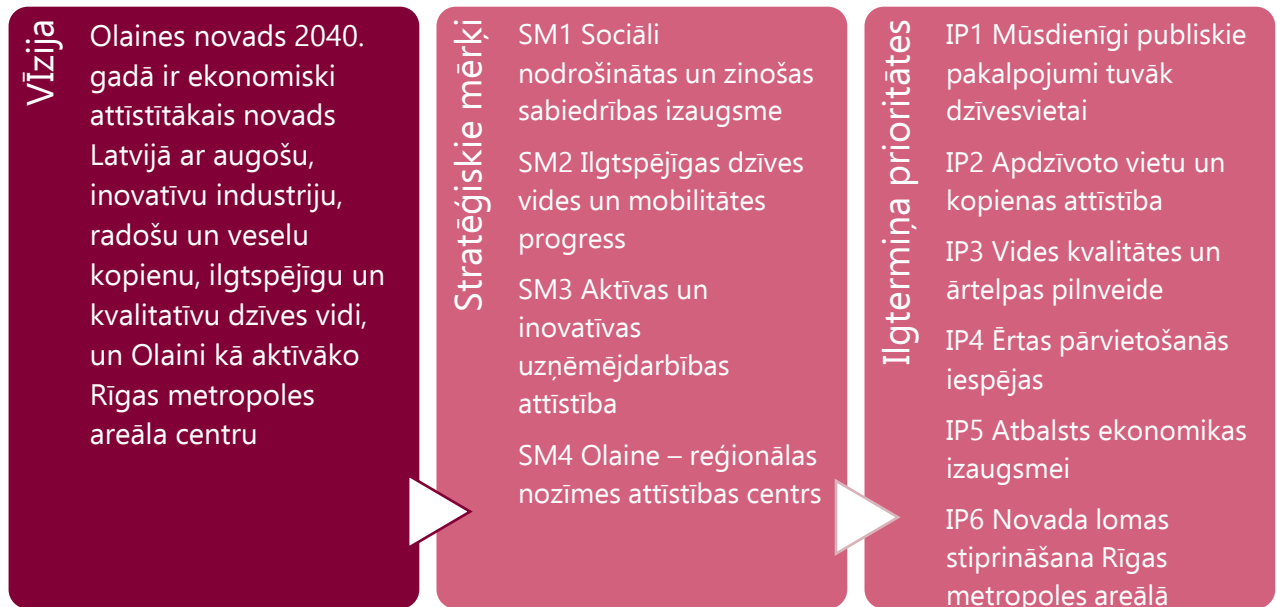 Vīzija
Olaines novads 2040.
gadā ir ekonomiski
attīstītākais novads
Latvijā ar augošu,
inovatīvu industriju,
radošu un veselu
kopienu, ilgtspējīgu un
kvalitatīvu dzīves vidi,
un Olaini kā aktīvāko
Rīgas metropoles
areāla centru
Stratēģiskie mērķi
SM1 Sociāli
nodrošinātas un zinošas
sabiedrības izaugsme
SM2 Ilgtspējīgas dzīves
vides un mobilitātes
progress
SM3 Aktīvas un
inovatīvas
uzņēmējdarbības
attīstība
SM4 Olaine – reģionālas
nozīmes attīstības centrs
Ilgtermiņa prioritātes
IP1 Mūsdienīgi publiskie
pakalpojumi tuvāk
dzīvesvietai
IP2 Apdzīvoto vietu un
kopienas attīstība
IP3 Vides kvalitātes un
ārtelpas pilnveide
IP4 Ērtas pārvietošanās
iespējas
IP5 Atbalsts ekonomikas
izaugsmei
IP6 Novada lomas
stiprināšana Rīgas
metropoles areālā